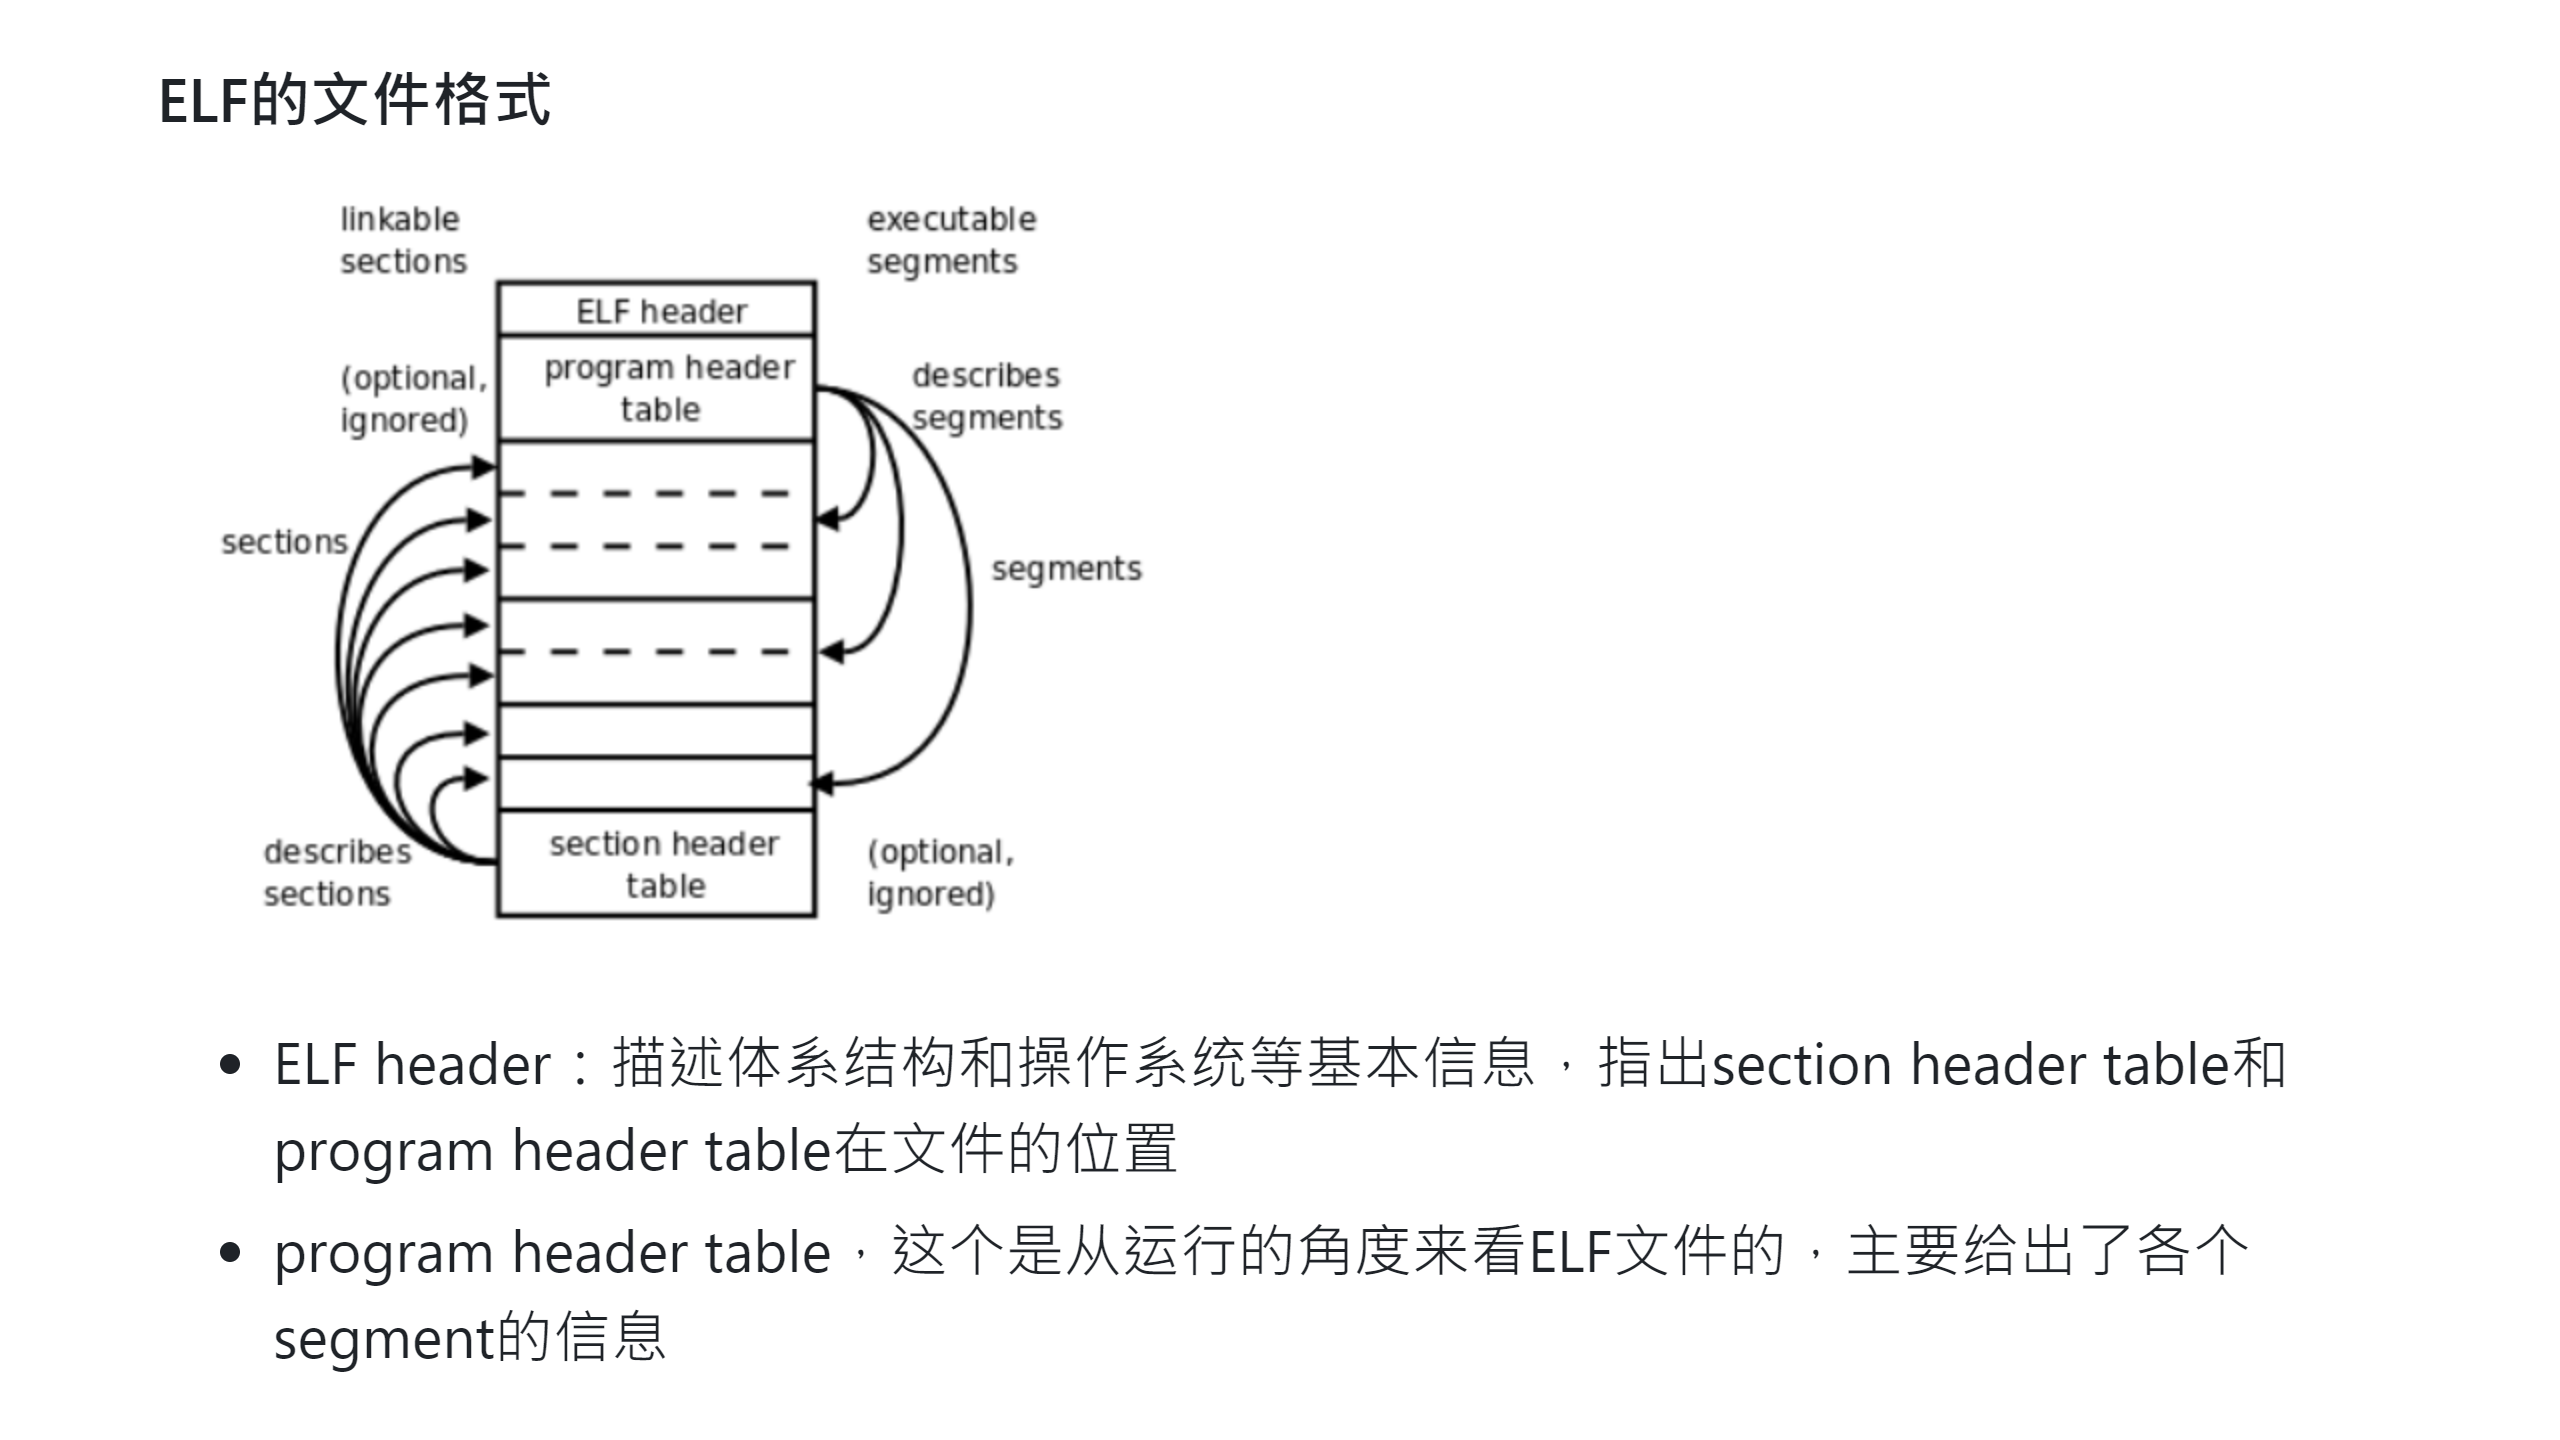 ELF的文件格式
linkable
sections
executable
segments
ELF header
(optional,
ignored)
program header
table
describes
segments
sections
segments
describes
sections
section header
table
(optional,
ignored)
ELF header：描述体系结构和操作系统等基本信息，指出section header table和
program header table在文件的位置
program header table，这个是从运行的角度来看ELF文件的，主要给出了各个
segment的信息